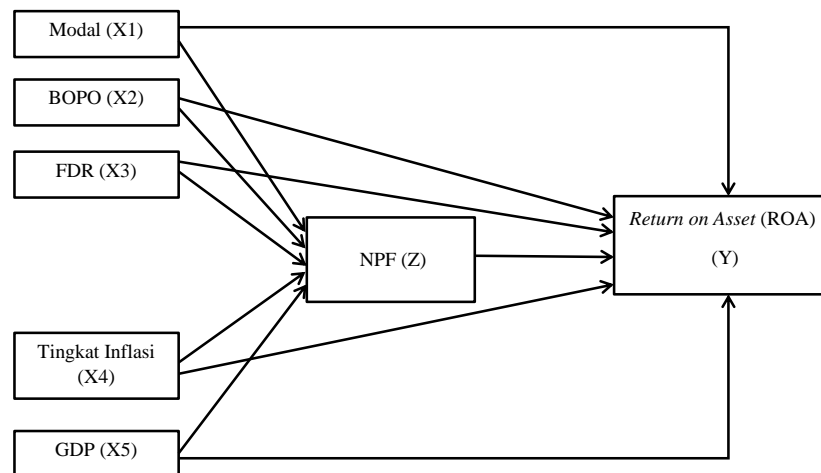 Modal (X1)
BOPO (X2)
FDR (X3)
Return on Asset (ROA)
(Y)
NPF (Z)
Tingkat Inflasi
(X4)
GDP (X5)